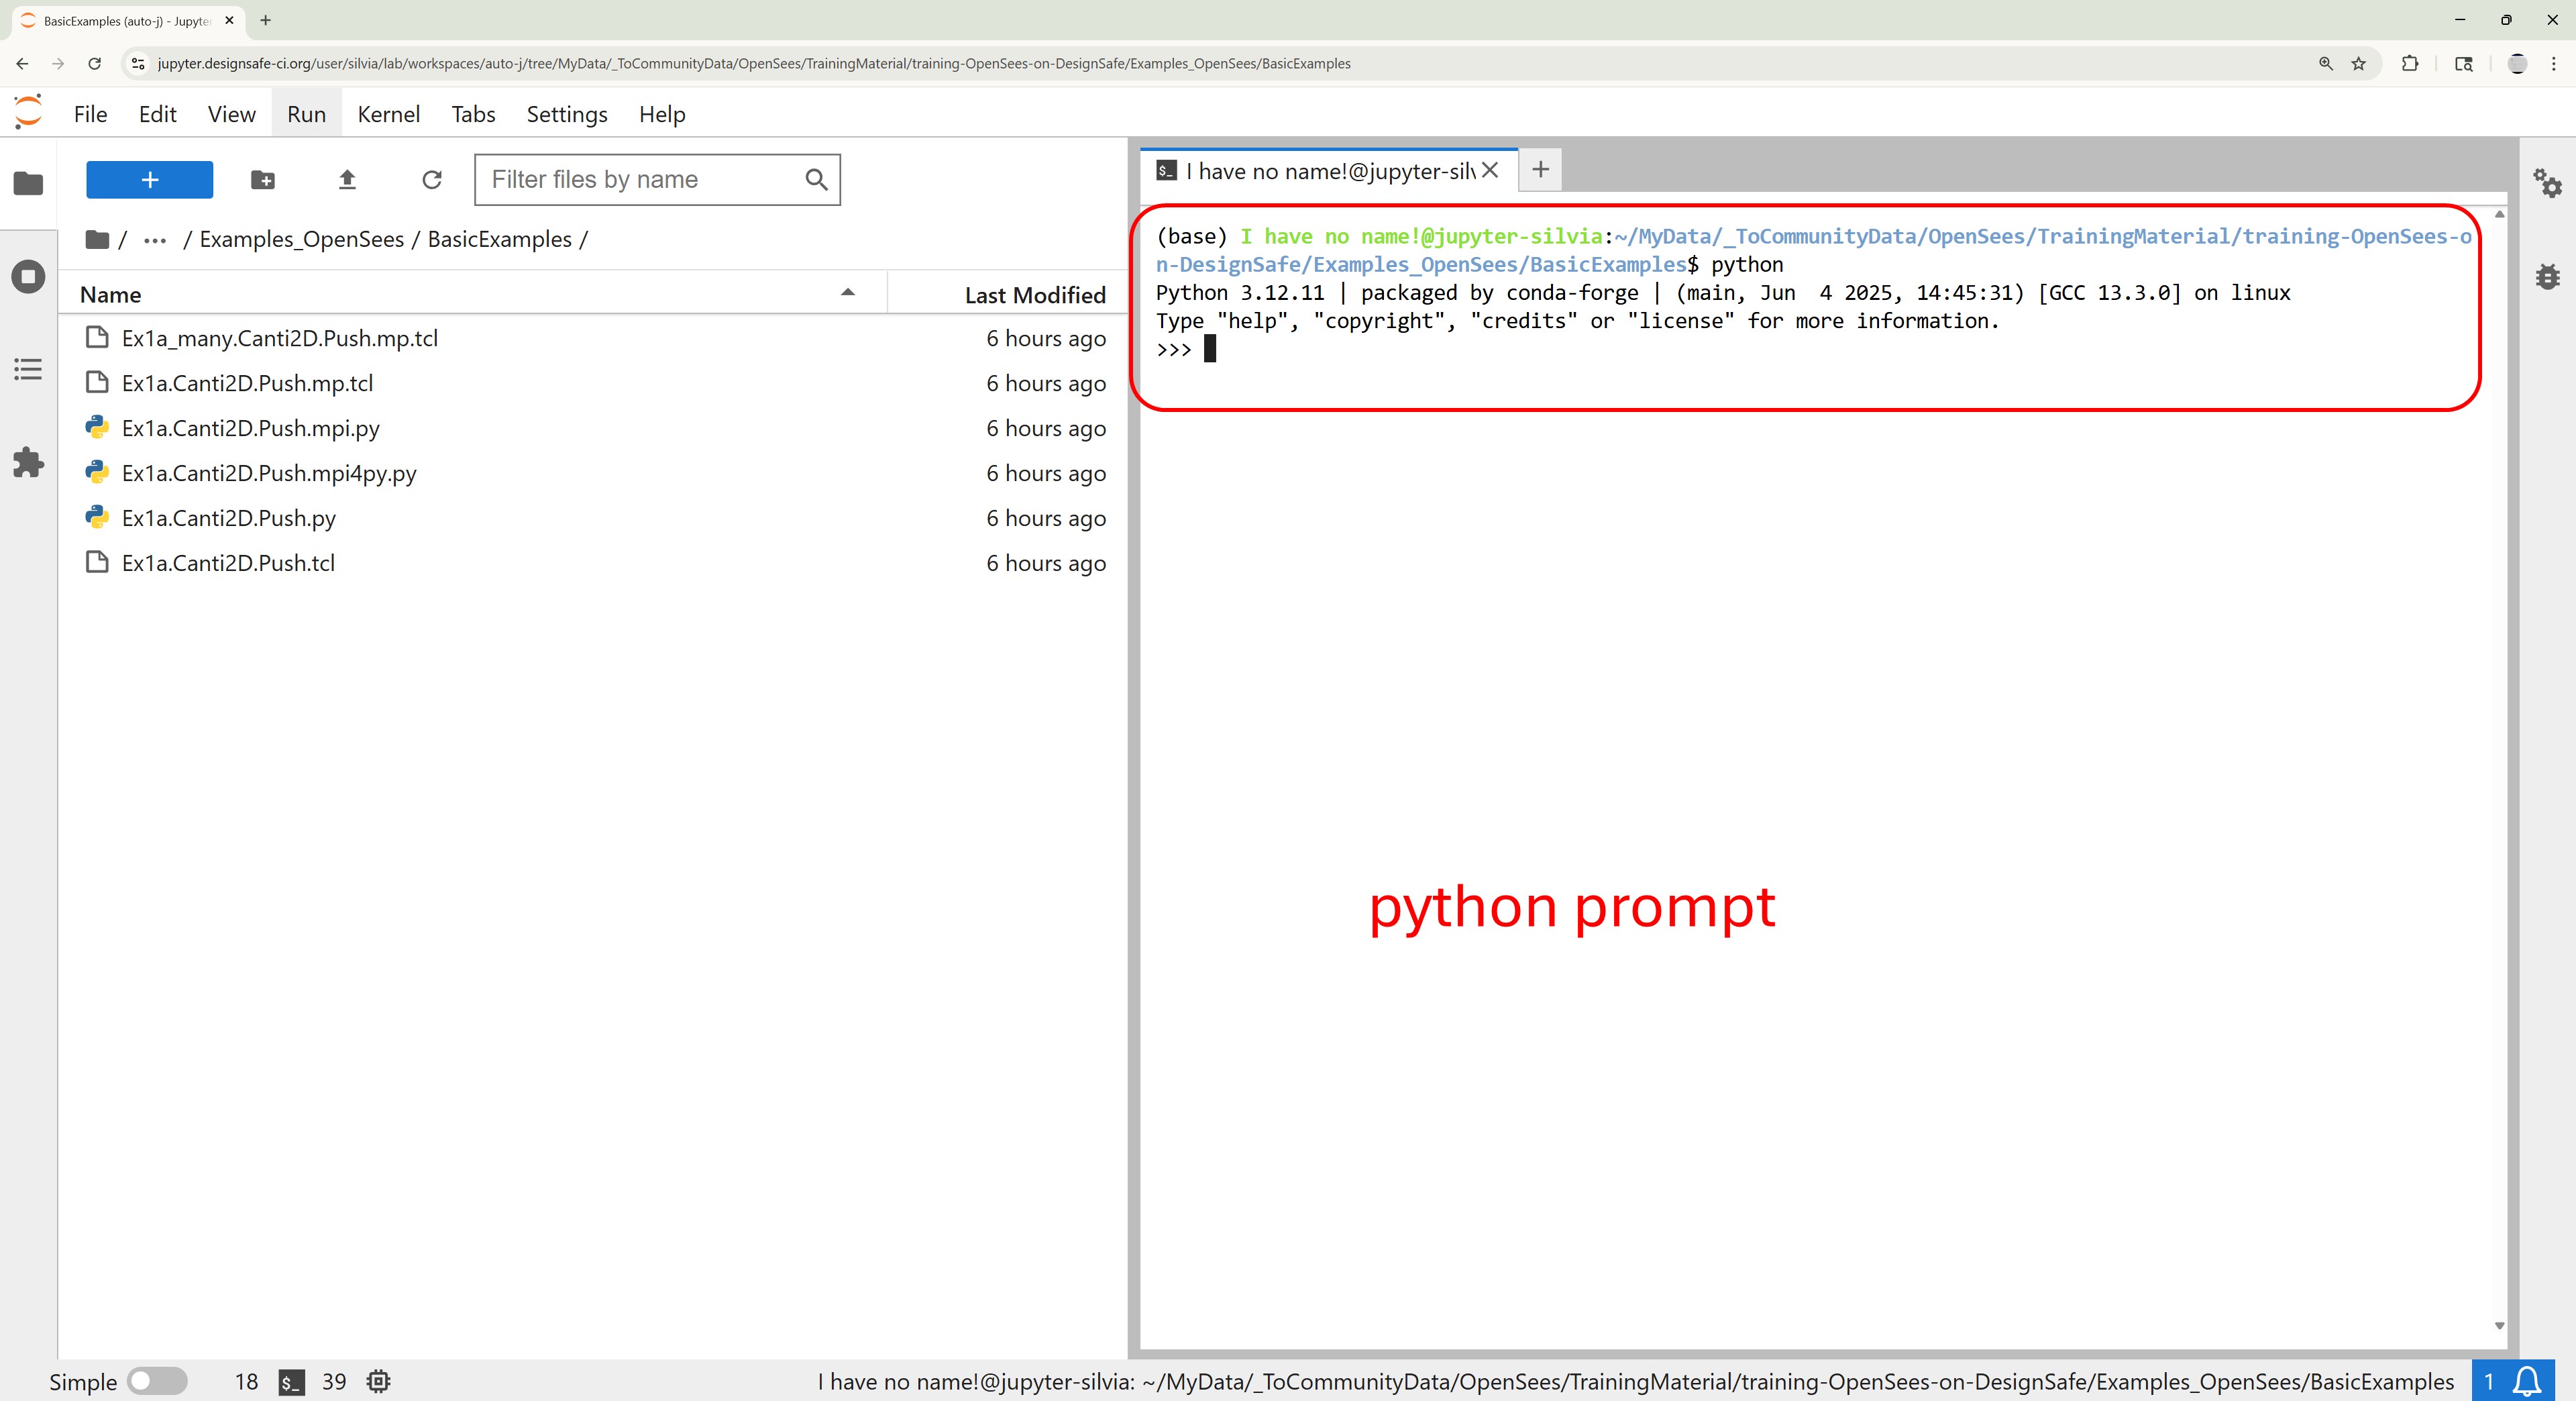 BasicExamples (auto-j) - Jupyte
jupyter.designsafe-ci.org/user/silvia/lab/workspaces/auto-j/tree/MyData/_ToCommunityData/OpenSees/TrainingMaterial/training-OpenSees-on-DesignSafe/Examples_OpenSees/BasicExamples
File Edit View Run Kernel Tabs Settings Help
+
Filter files by name
/ ... / Examples_OpenSees / BasicExamples /
Name Last Modified
Ex1a_many.Canti2D.Push.mp.tcl 6 hours ago
Ex1a.Canti2D.Push.mp.tcl 6 hours ago
Ex1a.Canti2D.Push.mpi.py 6 hours ago
Ex1a.Canti2D.Push.mpi4py.py 6 hours ago
Ex1a.Canti2D.Push.py 6 hours ago
Ex1a.Canti2D.Push.tcl 6 hours ago
$_ I have no name!@jupyter-silv
(base) I have no name!@jupyter-silvia:~/MyData/_ToCommunityData/OpenSees/TrainingMaterial/training-OpenSees-o
n-DesignSafe/Examples_OpenSees/BasicExamples$ python
Python 3.12.11 | packaged by conda-forge | (main, Jun  4 2025, 14:45:31) [GCC 13.3.0] on linux
Type "help", "copyright", "credits" or "license" for more information.
>>>
python prompt
Simple 18 $_ 39 I have no name!@jupyter-silvia: ~/MyData/_ToCommunityData/OpenSees/TrainingMaterial/training-OpenSees-on-DesignSafe/Examples_OpenSees/BasicExamples 1